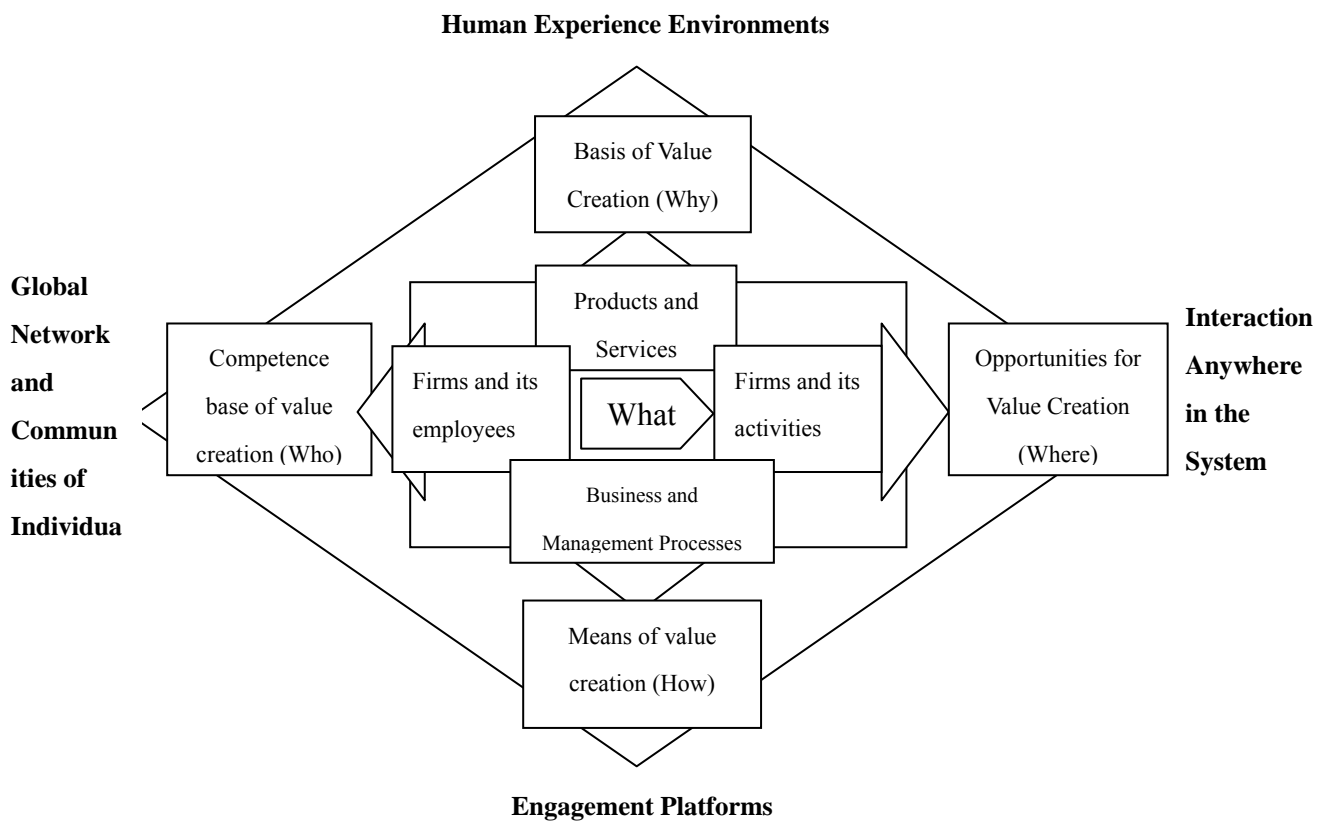 Human Experience Environments
Basis of Value
Creation (Why)
Global
Network
and
Commun
ities of
Individua
Competence
base of value
creation (Who)
Products and
Services
Firms and its
employees
What
Firms and its
activities
Business and
Management Processes
Opportunities for
Value Creation
(Where)
Interaction
Anywhere
in the
System
Means of value
creation (How)
Engagement Platforms